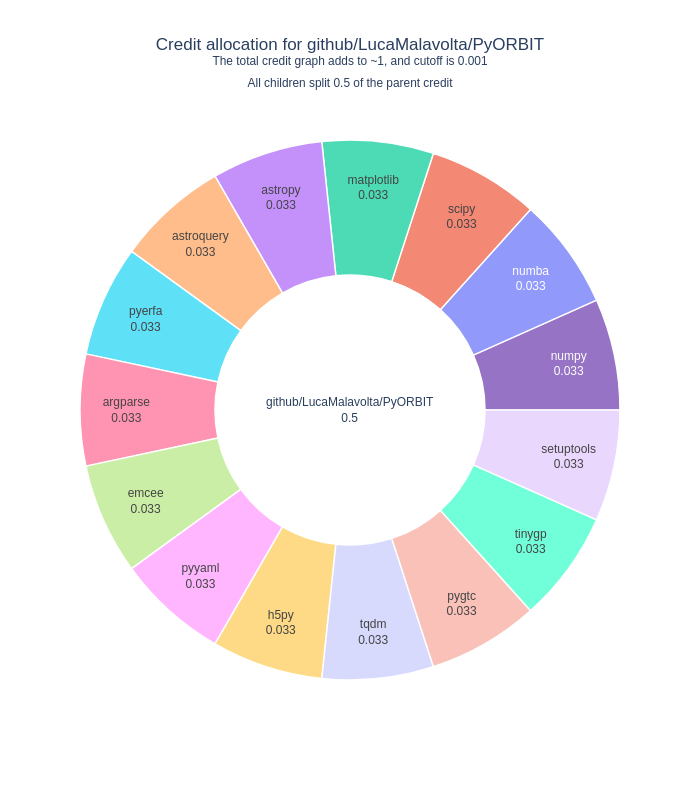 Credit allocation for github/LucaMalavolta/PyORBIT
The total credit graph adds to ~1, and cutoff is 0.001
All children split 0.5 of the parent credit
matplotlib
0.033
astropy
0.033
scipy
0.033
astroquery
0.033
numba
0.033
pyerfa
0.033
numpy
0.033
argparse
0.033
github/LucaMalavolta/PyORBIT
0.5
setuptools
0.033
emcee
0.033
tinygp
0.033
pyyaml
0.033
pygtc
0.033
h5py
0.033
tqdm
0.033